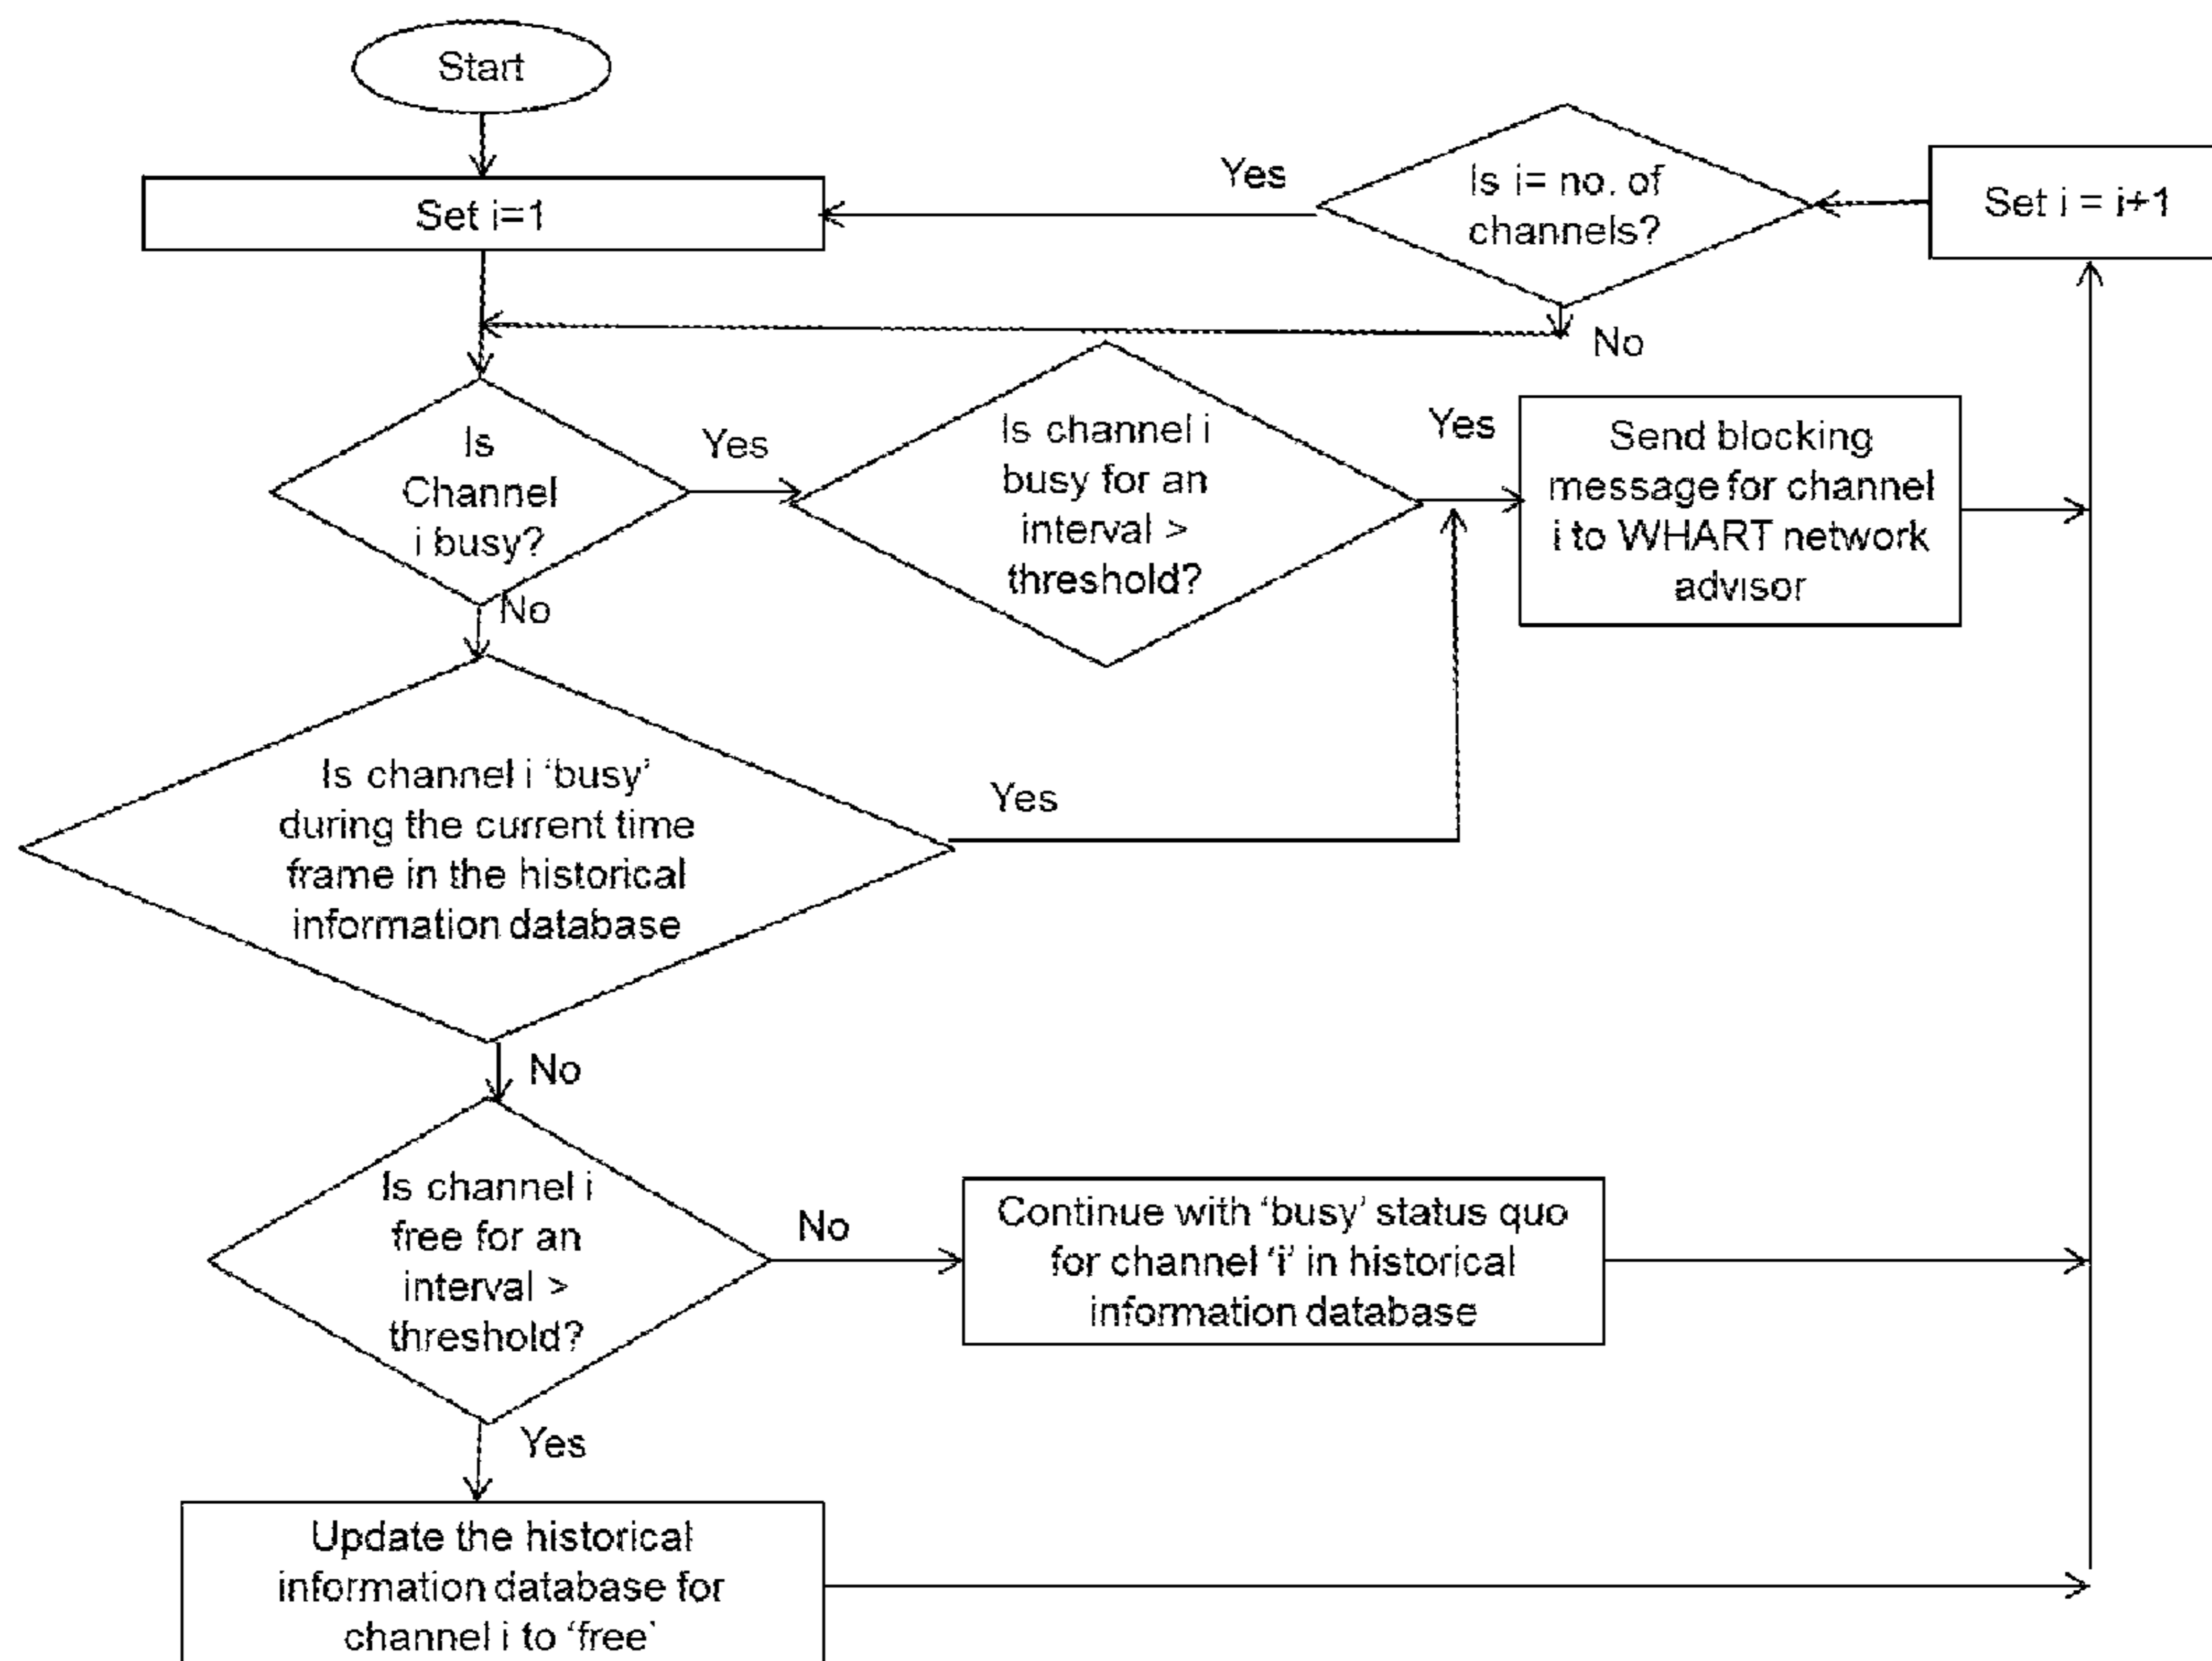 Start
Set i=1
Yes
Is i= no. of
channels?
Set i = i+1
No
Is
Channel
i busy?
Yes
No
Is channel i
busy for an
interval >
threshold?
Yes
Send blocking
message for channel
i to WHART network
advisor
Is channel i ‘busy’
during the current time
frame in the historical
information database
Yes
No
Is channel i
free for an
interval >
threshold?
No
Continue with ‘busy’ status quo
for channel ‘i’ in historical
information database
Yes
Update the historical
information database for
channel i to ‘free’